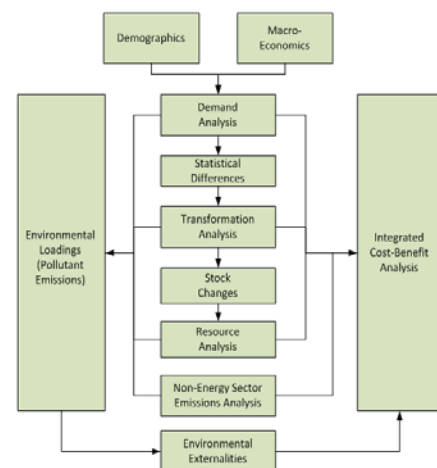 Demographics
Macro-
Economics
Demand
Analysis
Statistical
Differences
Transformation
Analysis
Stock
Changes
Resource
Analysis
Non-Energy Sector
Emissions Analysis
Environmental
Externalities
Environmental
Loadings
(Pollutant
Emissions)
Integrated
Cost-Benefit
Analysis